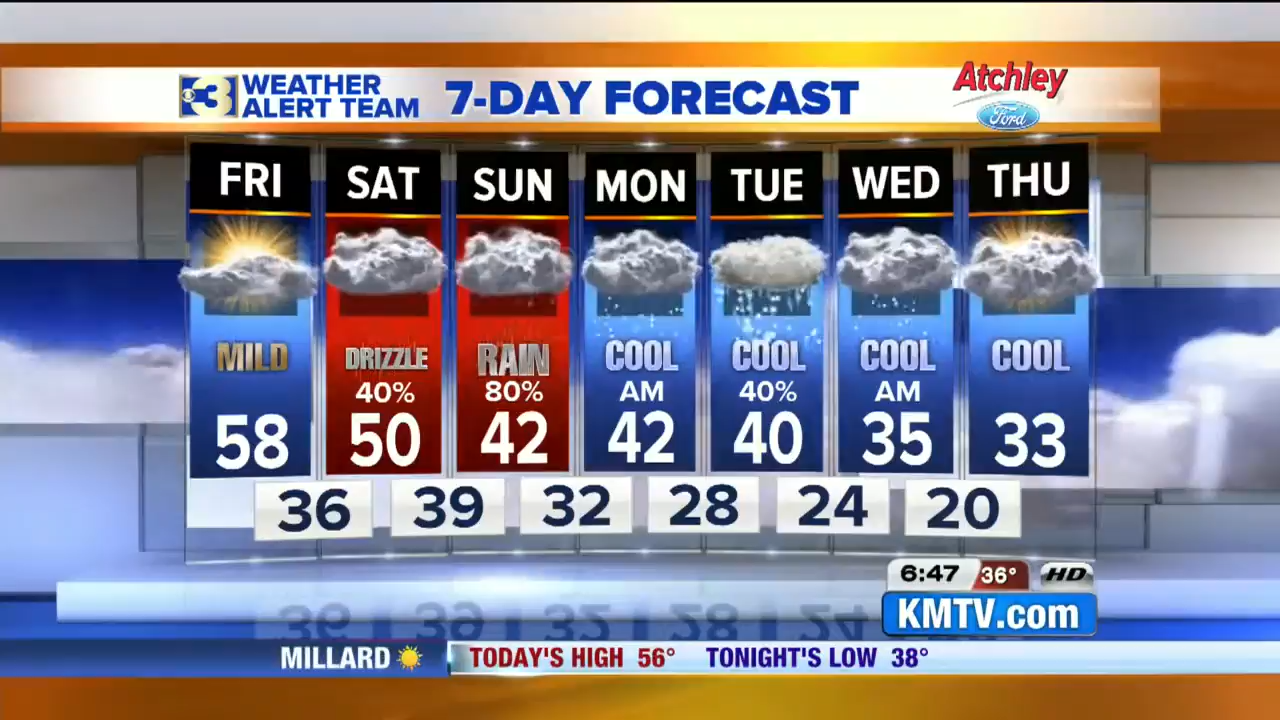 3 WEATHER ALERT TEAM
7-DAY FORECAST
Atchley
Ford
FRI SAT SUN MON TUE WED THU
MILD DRIZZLE RAIN COOL COOL COOL COOL
40% 80% AM 40% AM
58 50 42 42 40 35 33
36 39 32 28 24 20
6:47 36° HD
KMTV.com
MILLARD TODAY'S HIGH 56° TONIGHT'S LOW 38°